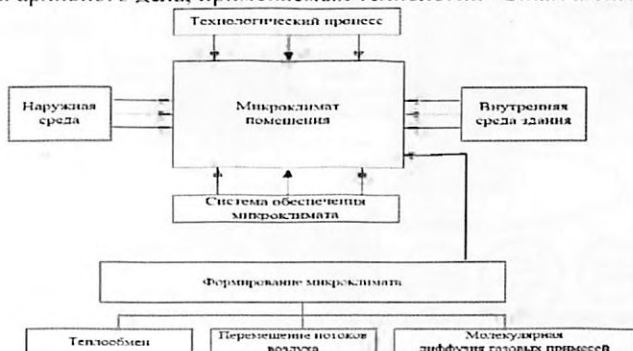 Технологический процесс
Наружная
среда
Микроклимат
помещения
Внутренняя
среда здания
Система обеспечения
микроклимата
Формирование микроклимата
Теплообмен
Перемещение потоков
воздуха
Молекулярная
диффузия газовых примесей